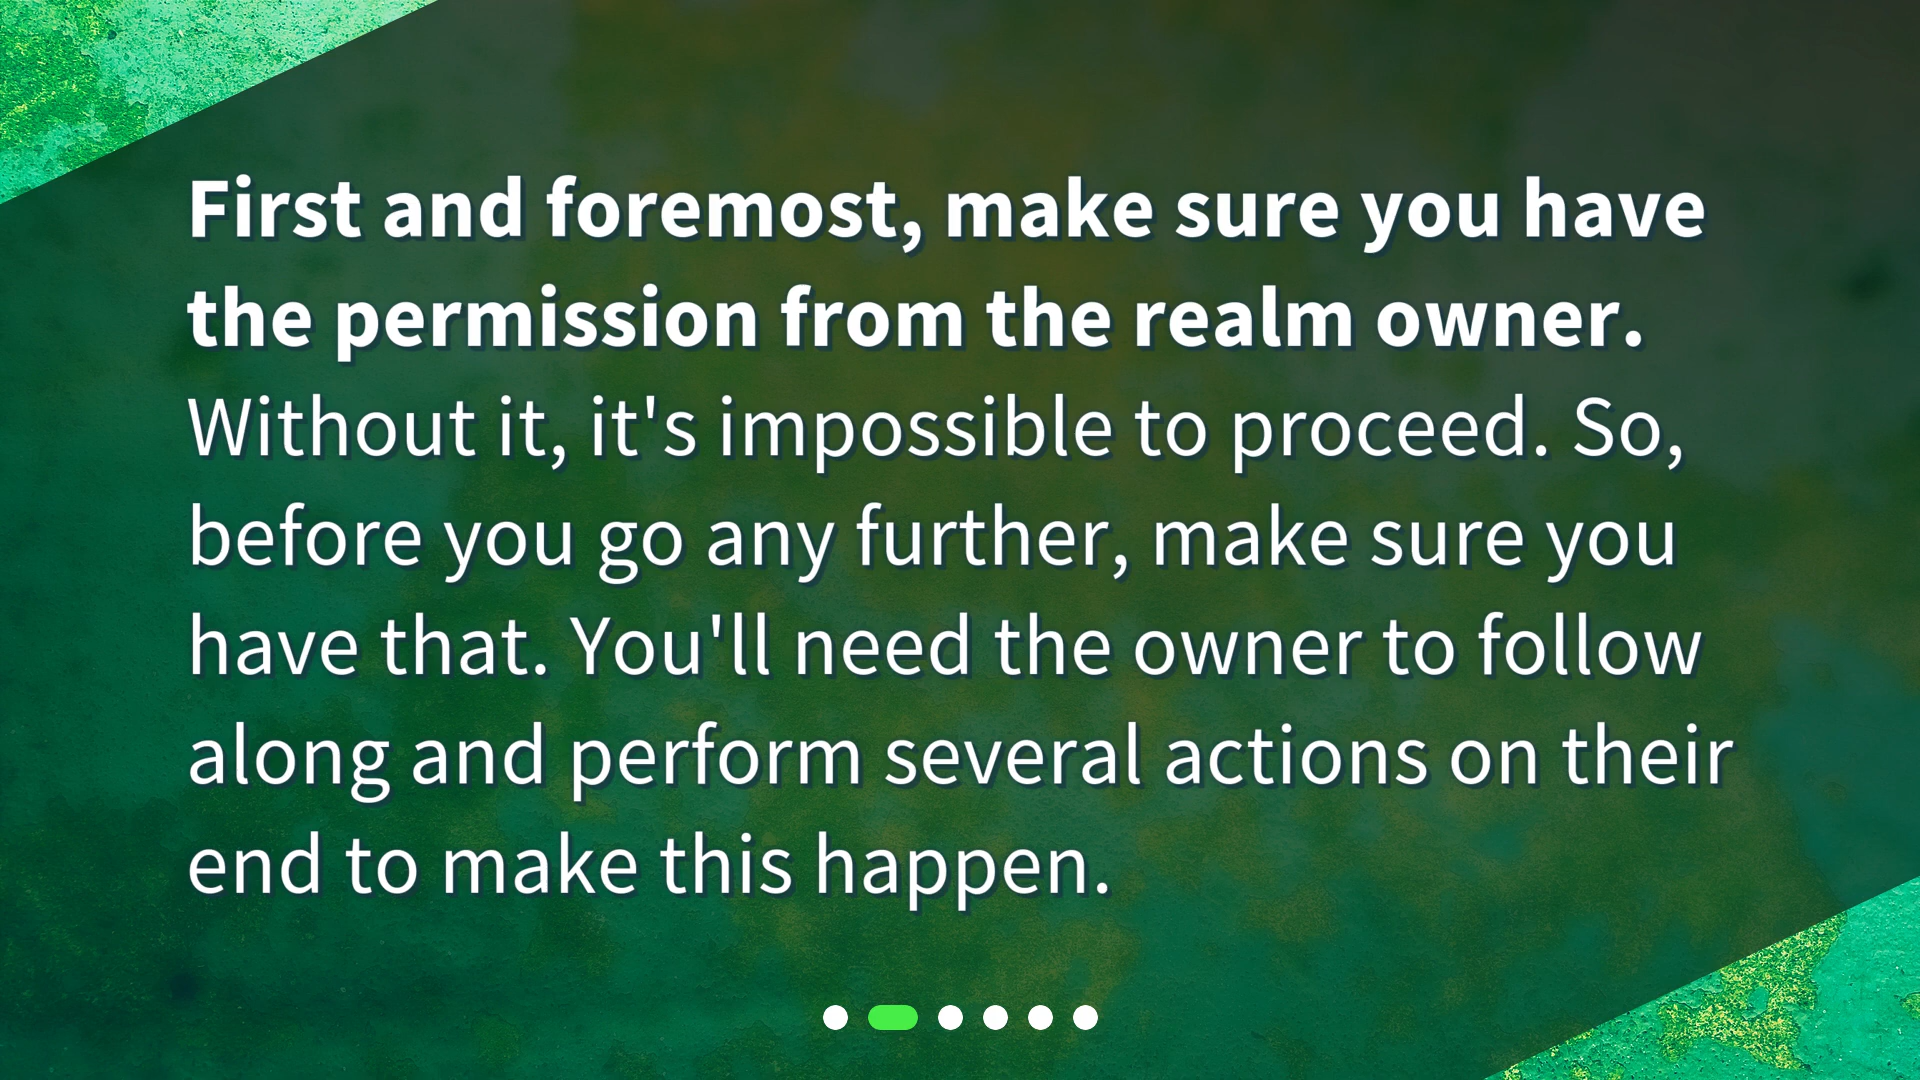 First and foremost, make sure you have
the permission from the realm owner.
Without it, it's impossible to proceed. So,
before you go any further, make sure you
have that. You'll need the owner to follow
along and perform several actions on their
end to make this happen.